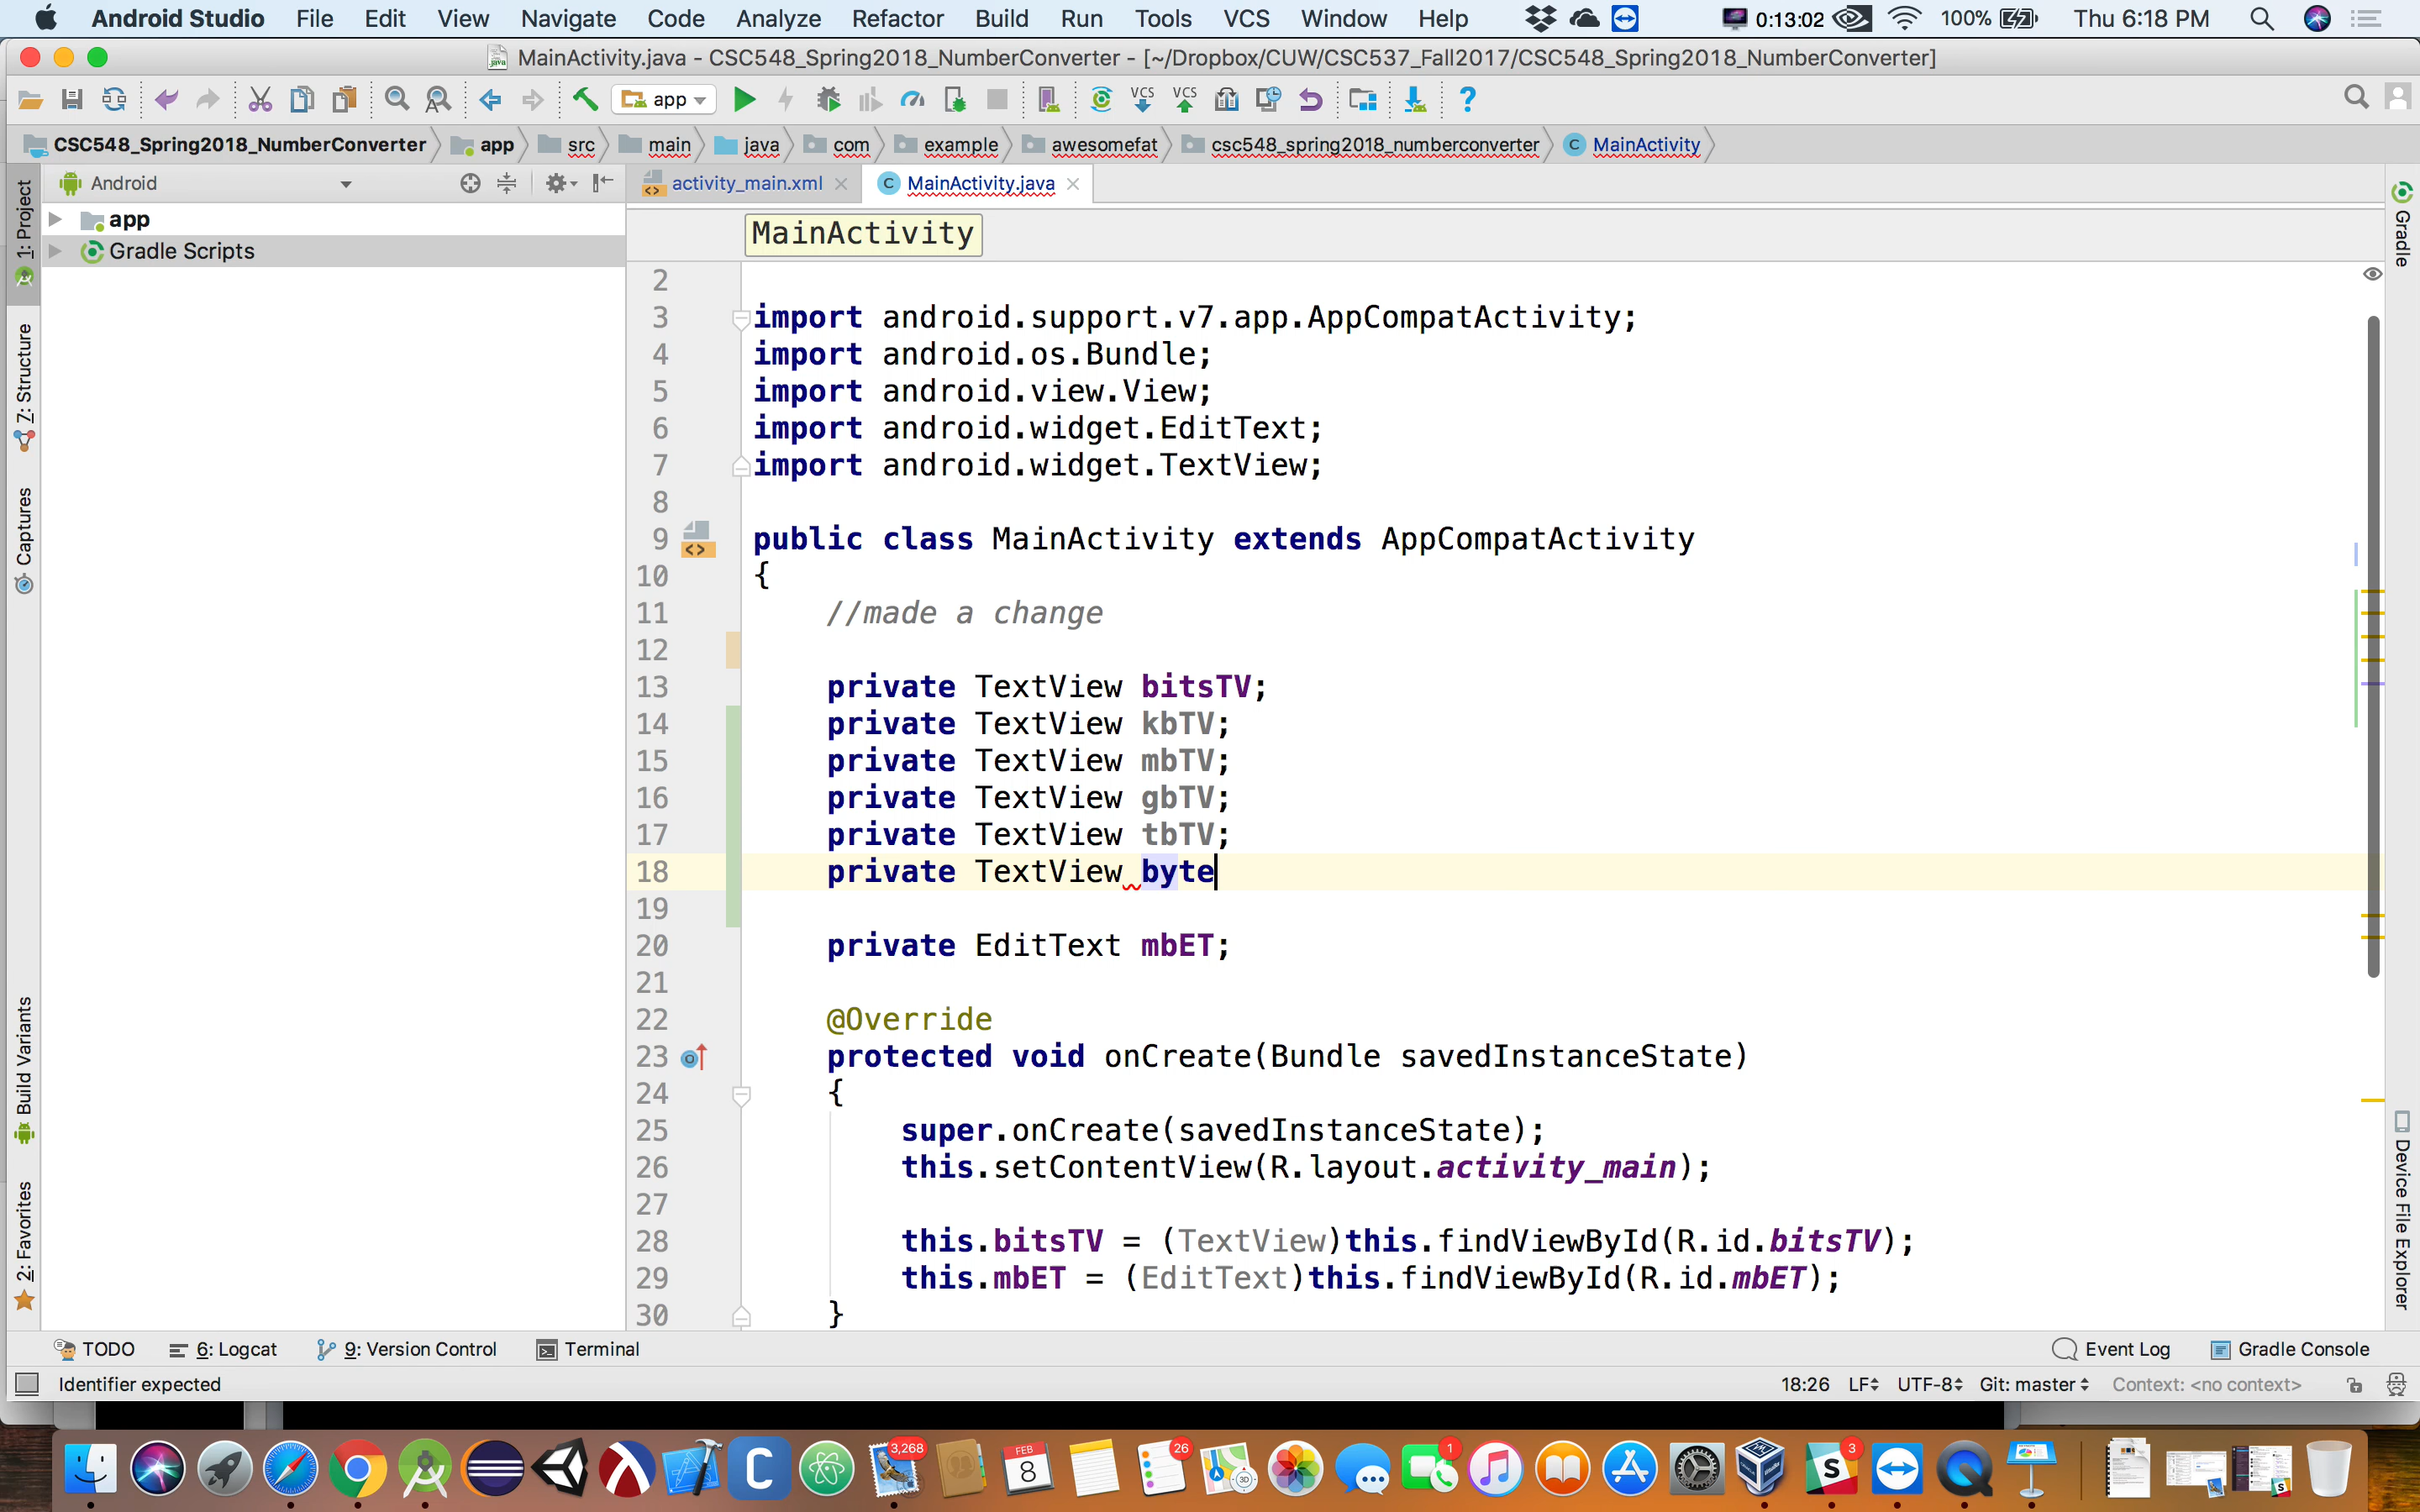 Android Studio File Edit View Navigate Code Analyze Refactor Build Run Tools VCS Window Help 0:13:02 100% Thu 6:18 PM
MainActivity.java - CSC548_Spring2018_NumberConverter - [~/Dropbox/CUW/CSC537_Fall2017/CSC548_Spring2018_NumberConverter]
app VCS VCS ?
CSC548_Spring2018_NumberConverter app src main java com example awesomefat csc548_spring2018_numberconverter C MainActivity
Android activity_main.xml C MainActivity.java
app
Gradle Scripts
1: Project
7: Structure
Captures
Build Variants
2: Favorites
MainActivity
2
3 import android.support.v7.app.AppCompatActivity;
4 import android.os.Bundle;
5 import android.view.View;
6 import android.widget.EditText;
7 import android.widget.TextView;
8
9 public class MainActivity extends AppCompatActivity
10 {
11 //made a change
12
13 private TextView bitsTV;
14 private TextView kbTV;
15 private TextView mbTV;
16 private TextView gbTV;
17 private TextView tbTV;
18 private TextView byte
19
20 private EditText mbET;
21
22 @Override
23 protected void onCreate(Bundle savedInstanceState)
24 {
25 super.onCreate(savedInstanceState);
26 this.setContentView(R.layout.activity_main);
27
28 this.bitsTV = (TextView)this.findViewById(R.id.bitsTV);
29 this.mbET = (EditText)this.findViewById(R.id.mbET);
30 }
Gradle
Device File Explorer
TODO 6: Logcat 9: Version Control Terminal Event Log Gradle Console
Identifier expected 18:26 LF UTF-8 Git: master Context: <no context>
C 3,268 FEB 8 26 3D 1 S 3